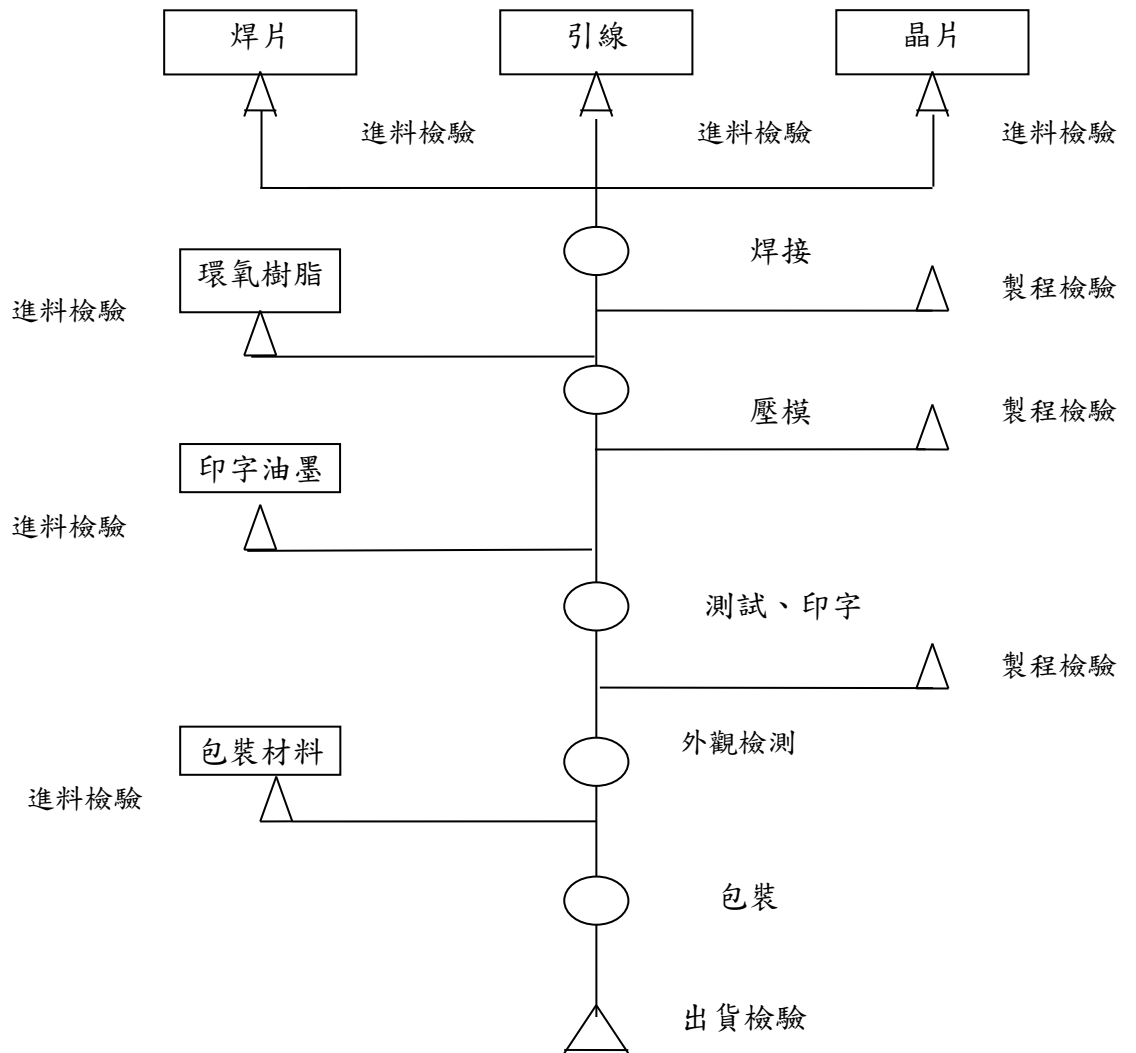 焊片
引線
晶片
進料檢驗
進料檢驗
進料檢驗
焊接
環氧樹脂
製程檢驗
進料檢驗
壓模
製程檢驗
印字油墨
進料檢驗
測試、印字
製程檢驗
外觀檢測
包裝材料
進料檢驗
包裝
出貨檢驗